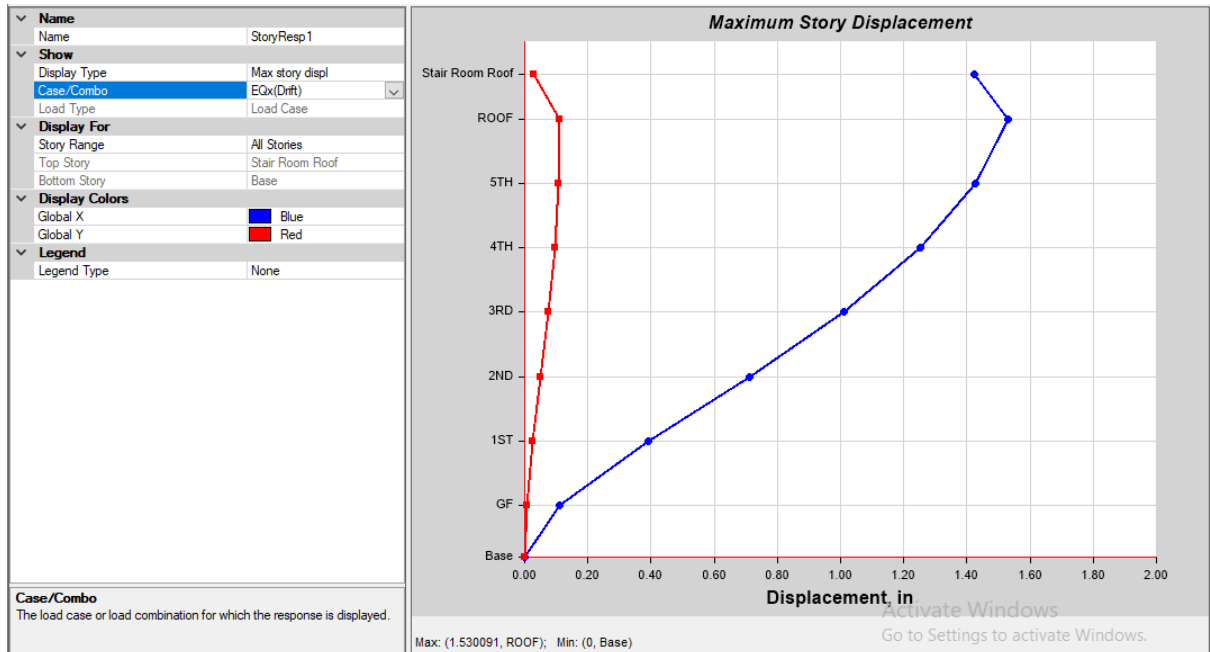 Name
Name StoryResp1
Show
Display Type Max story displ
Case/Combo EQx(Drift)
Load Type Load Case
Display For
Story Range All Stories
Top Story Stair Room Roof
Bottom Story Base
Display Colors
Global X Blue
Global Y Red
Legend
Legend Type None
Case/Combo
The load case or load combination for which the response is displayed.
Maximum Story Displacement
Stair Room Roof
ROOF
5TH
4TH
3RD
2ND
1ST
GF
Base
0.00 0.20 0.40 0.60 0.80 1.00 1.20 1.40 1.60 1.80 2.00
Displacement, in
Activate Windows
Go to Settings to activate Windows.
Max: (1.530091, ROOF); Min: (0, Base)